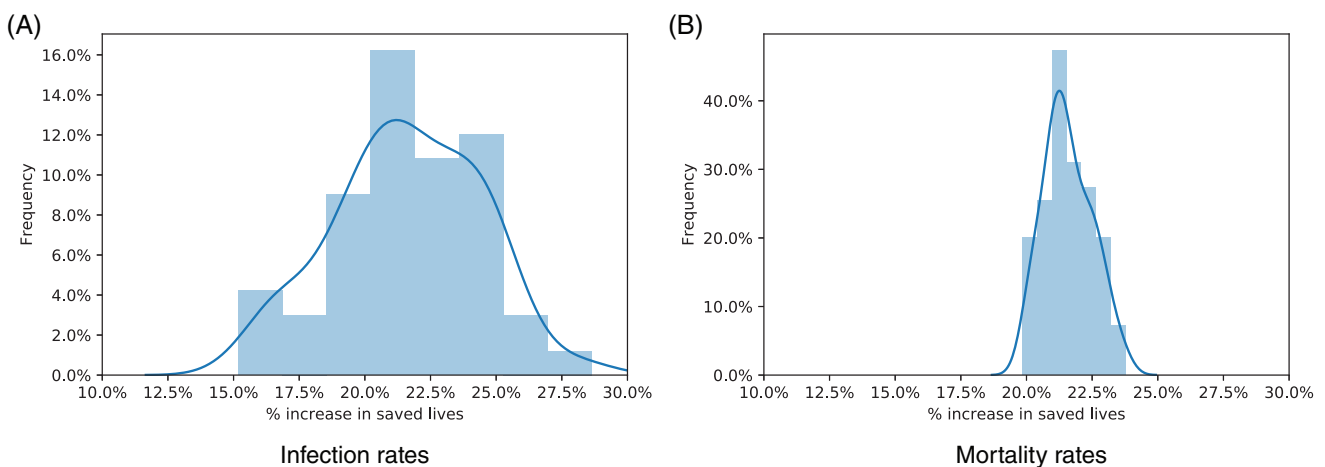 (A)
16.0%
14.0%
12.0%
10.0%
8.0%
6.0%
4.0%
2.0%
0.0%
Frequency
10.0% 12.5% 15.0% 17.5% 20.0% 22.5% 25.0% 27.5% 30.0%
% increase in saved lives
Infection rates
(B)
40.0%
30.0%
20.0%
10.0%
0.0%
Frequency
10.0% 12.5% 15.0% 17.5% 20.0% 22.5% 25.0% 27.5% 30.0%
% increase in saved lives
Mortality rates